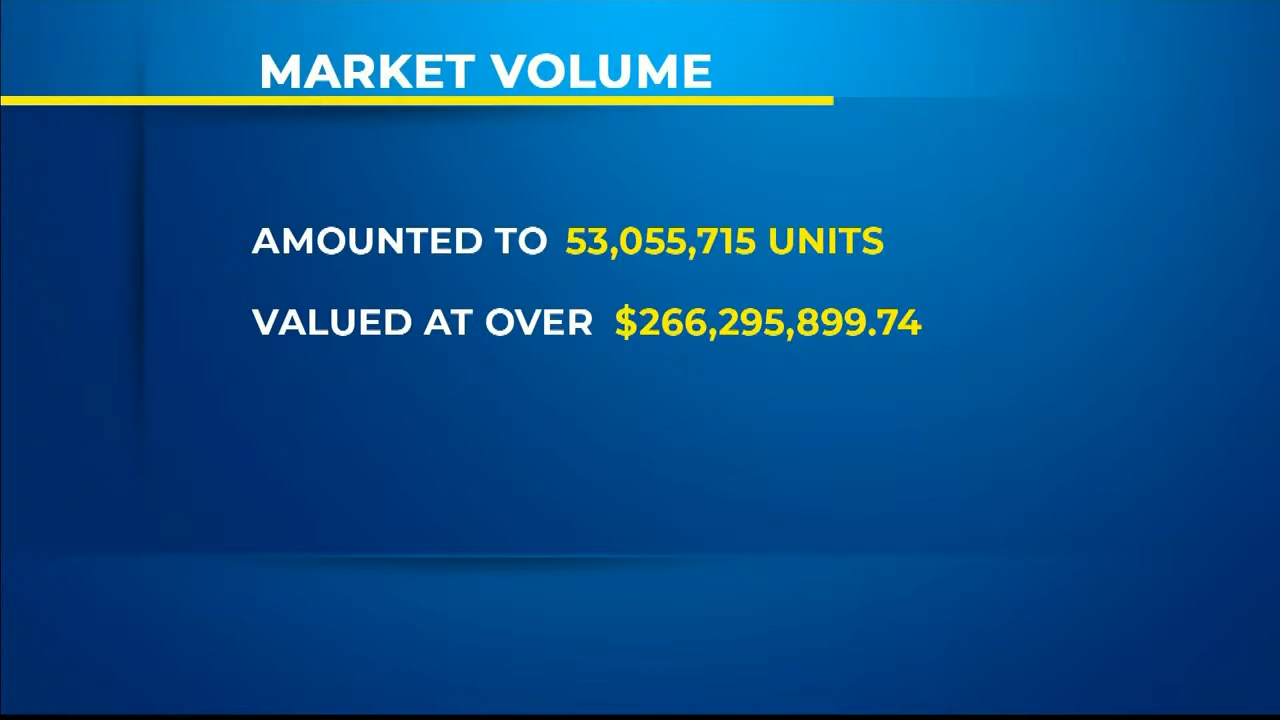 MARKET VOLUME
AMOUNTED TO 53,055,715 UNITS
VALUED AT OVER $266,295,899.74